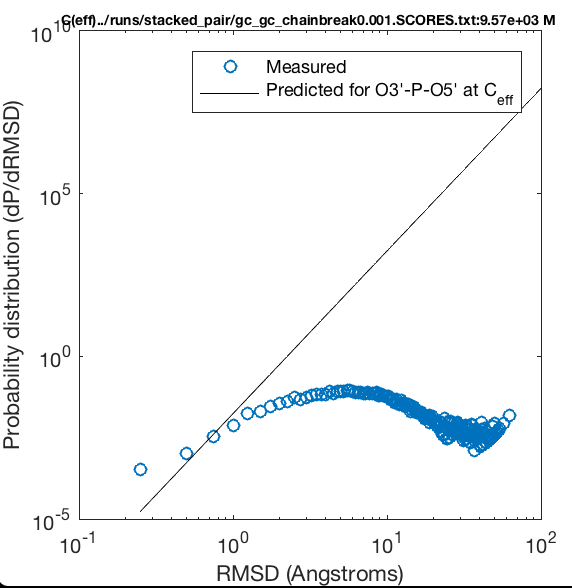 C(eff)../runs/stacked_pair/gc_gc_chainbreak0.001.SCORES.txt:9.57e+03 M
10^10
Measured
Predicted for O3'-P-O5' at C_eff
10^5
10^0
10^-5
Probability distribution (dP/dRMSD)
10^-1
10^0
10^1
10^2
RMSD (Angstroms)